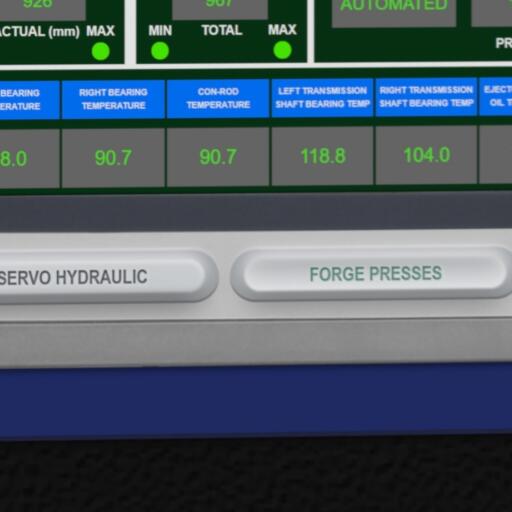 926
967
AUTOMATED
ACTUAL (mm) MAX
MIN TOTAL MAX
PR
BEARING
ERATURE
RIGHT BEARING
TEMPERATURE
CON-ROD
TEMPERATURE
LEFT TRANSMISSION
SHAFT BEARING TEMP
RIGHT TRANSMISSION
SHAFT BEARING TEMP
EJECT
OIL T
8.0
90.7
90.7
118.8
104.0
SERVO HYDRAULIC
FORGE PRESSES